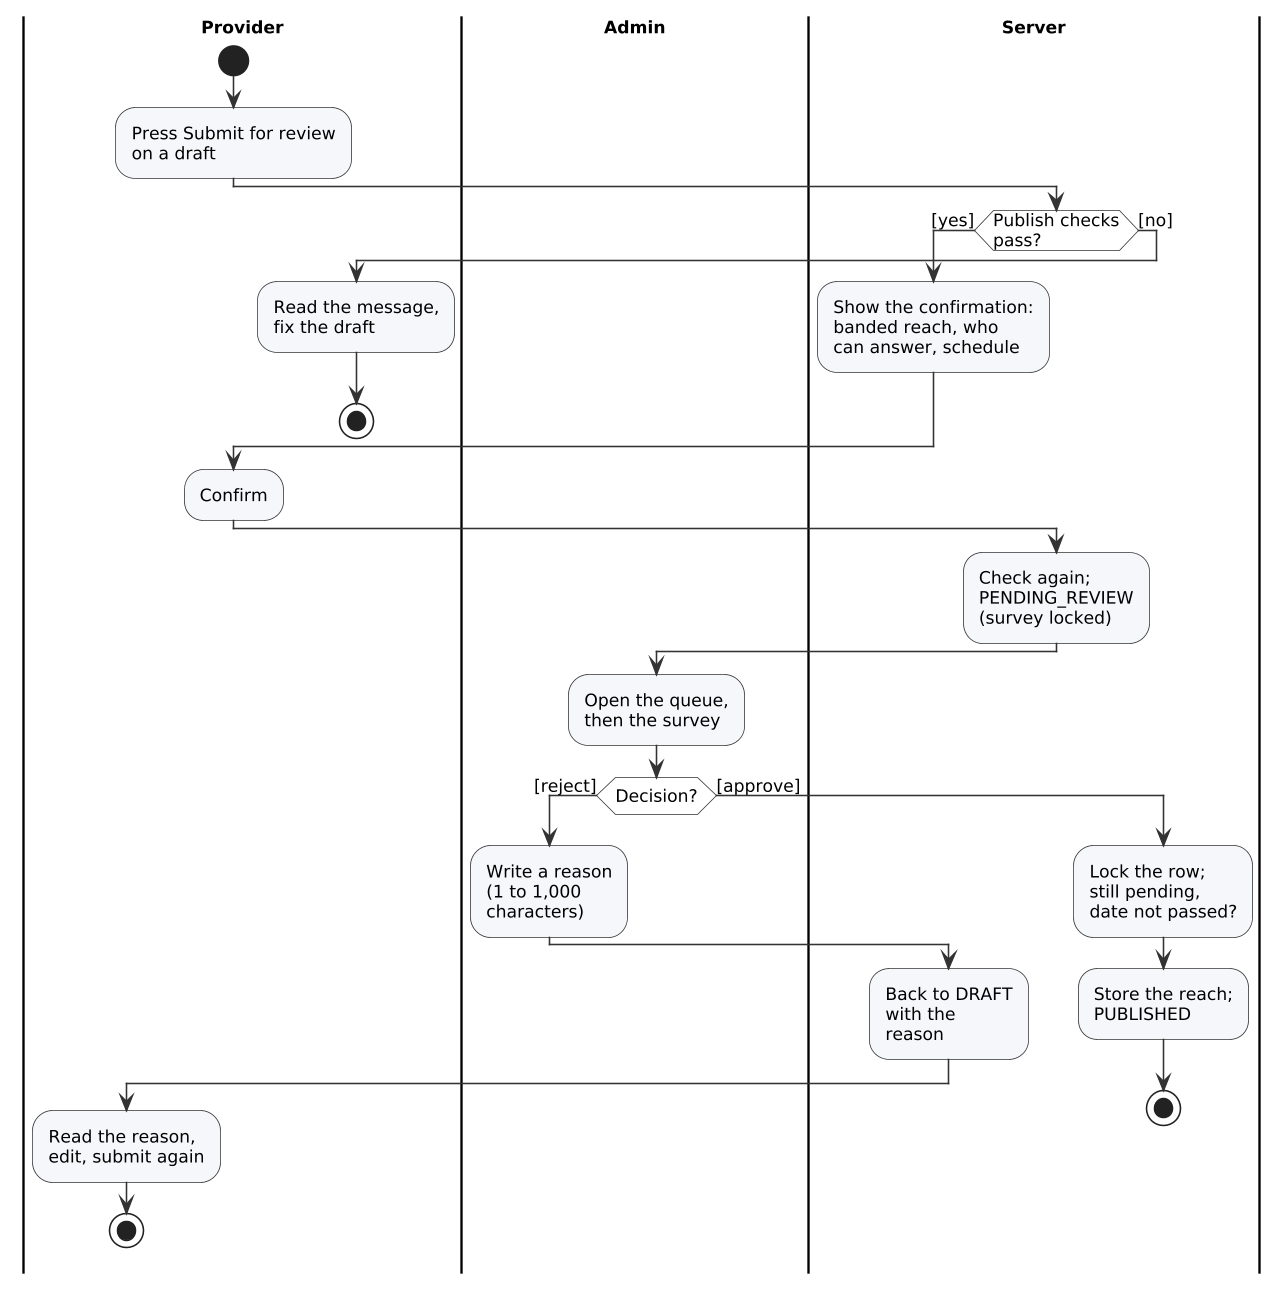 Provider
Admin
Server
Press Submit for review
on a draft
[yes]
Publish checks
pass?
[no]
Read the message,
fix the draft
Show the confirmation:
banded reach, who
can answer, schedule
Confirm
Check again;
PENDING_REVIEW
(survey locked)
Open the queue,
then the survey
[reject]
Decision?
[approve]
Write a reason
(1 to 1,000
characters)
Lock the row;
still pending,
date not passed?
Back to DRAFT
with the
reason
Store the reach;
PUBLISHED
Read the reason,
edit, submit again